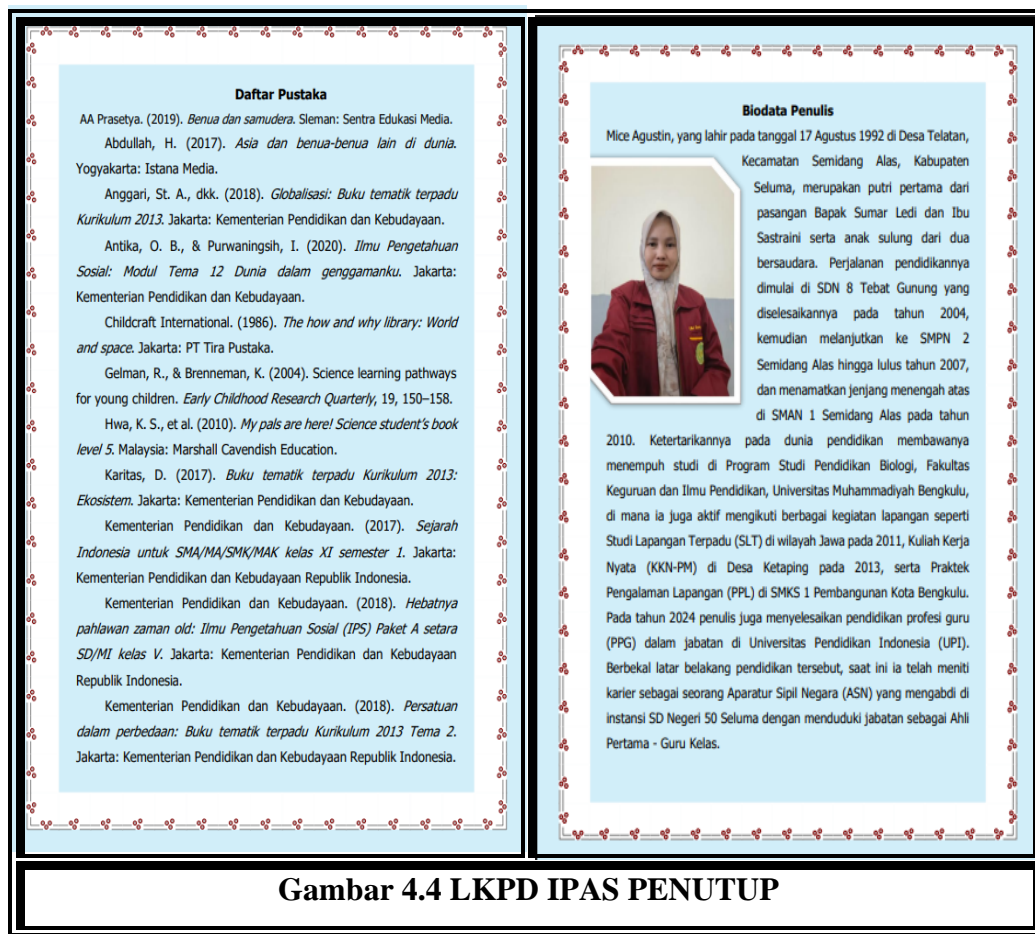 Daftar Pustaka
AA Prasetya. (2019). Benua dan samudera. Sleman: Sentra Edukasi Media.
Abdullah, H. (2017). Asia dan benua-benua lain di dunia.
Yogyakarta: Istana Media.
Anggari, St. A., dkk. (2018). Globalisasi: Buku tematik terpadu
Kurikulum 2013. Jakarta: Kementerian Pendidikan dan Kebudayaan.
Antika, O. B., & Purwaningsih, I. (2020). Ilmu Pengetahuan
Sosial: Modul Tema 12 Dunia dalam genggamanku. Jakarta:
Kementerian Pendidikan dan Kebudayaan.
Childcraft International. (1986). The how and why library: World
and space. Jakarta: PT Tira Pustaka.
Gelman, R., & Brenneman, K. (2004). Science learning pathways
for young children. Early Childhood Research Quarterly, 19, 150–158.
Hwa, K. S., et al. (2010). My pals are here! Science student's book
level 5. Malaysia: Marshall Cavendish Education.
Karitas, D. (2017). Buku tematik terpadu Kurikulum 2013:
Ekosistem. Jakarta: Kementerian Pendidikan dan Kebudayaan.
Kementerian Pendidikan dan Kebudayaan. (2017). Sejarah
Indonesia untuk SMA/MA/SMK/MAK kelas XI semester 1. Jakarta:
Kementerian Pendidikan dan Kebudayaan Republik Indonesia.
Kementerian Pendidikan dan Kebudayaan. (2018). Hebatnya
pahlawan zaman old: Ilmu Pengetahuan Sosial (IPS) Paket A setara
SD/MI kelas V. Jakarta: Kementerian Pendidikan dan Kebudayaan
Republik Indonesia.
Kementerian Pendidikan dan Kebudayaan. (2018). Persatuan
dalam perbedaan: Buku tematik terpadu Kurikulum 2013 Tema 2.
Jakarta: Kementerian Pendidikan dan Kebudayaan Republik Indonesia.
Biodata Penulis
Mice Agustin, yang lahir pada tanggal 17 Agustus 1992 di Desa Telatan,
Kecamatan Semidang Alas, Kabupaten
Seluma, merupakan putri pertama dari
pasangan Bapak Sumar Ledi dan Ibu
Sastraini serta anak sulung dari dua
bersaudara. Perjalanan pendidikannya
dimulai di SDN 8 Tebat Gunung yang
diselesaikannya pada tahun 2004,
kemudian melanjutkan ke SMPN 2
Semidang Alas hingga lulus tahun 2007,
dan menamatkan jenjang menengah atas
di SMAN 1 Semidang Alas pada tahun
2010. Ketertarikannya pada dunia pendidikan membawanya
menempuh studi di Program Studi Pendidikan Biologi, Fakultas
Keguruan dan Ilmu Pendidikan, Universitas Muhammadiyah Bengkulu,
di mana ia juga aktif mengikuti berbagai kegiatan lapangan seperti
Studi Lapangan Terpadu (SLT) di wilayah Jawa pada 2011, Kuliah Kerja
Nyata (KKN-PM) di Desa Ketaping pada 2013, serta Praktek
Pengalaman Lapangan (PPL) di SMKS 1 Pembangunan Kota Bengkulu.
Pada tahun 2024 penulis juga menyelesaikan pendidikan profesi guru
(PPG) dalam jabatan di Universitas Pendidikan Indonesia (UPI).
Berbekal latar belakang pendidikan tersebut, saat ini ia telah meniti
karier sebagai seorang Aparatur Sipil Negara (ASN) yang mengabdi di
instansi SD Negeri 50 Seluma dengan menduduki jabatan sebagai Ahli
Pertama - Guru Kelas.
Gambar 4.4 LKPD IPAS PENUTUP